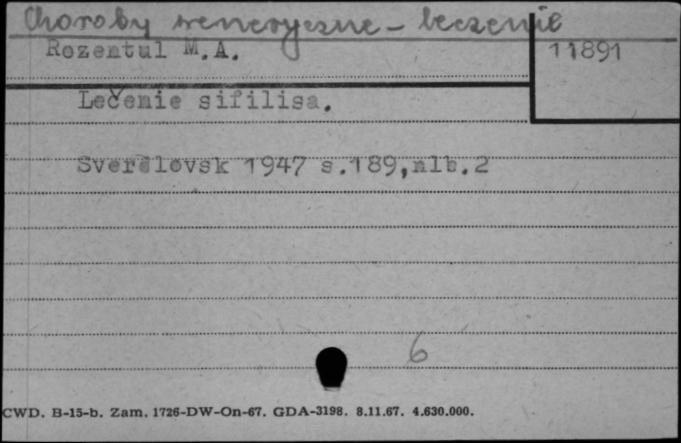 Choroby weneryczne - leczenie
Rozentul M.A.
11891
Lečenie sifilisa.
Sverdlovsk 1947 s.189,nlb.2
6
CWD. B-15-b. Zam. 1726-DW-On-67. GDA-3198. 8.11.67. 4.630.000.